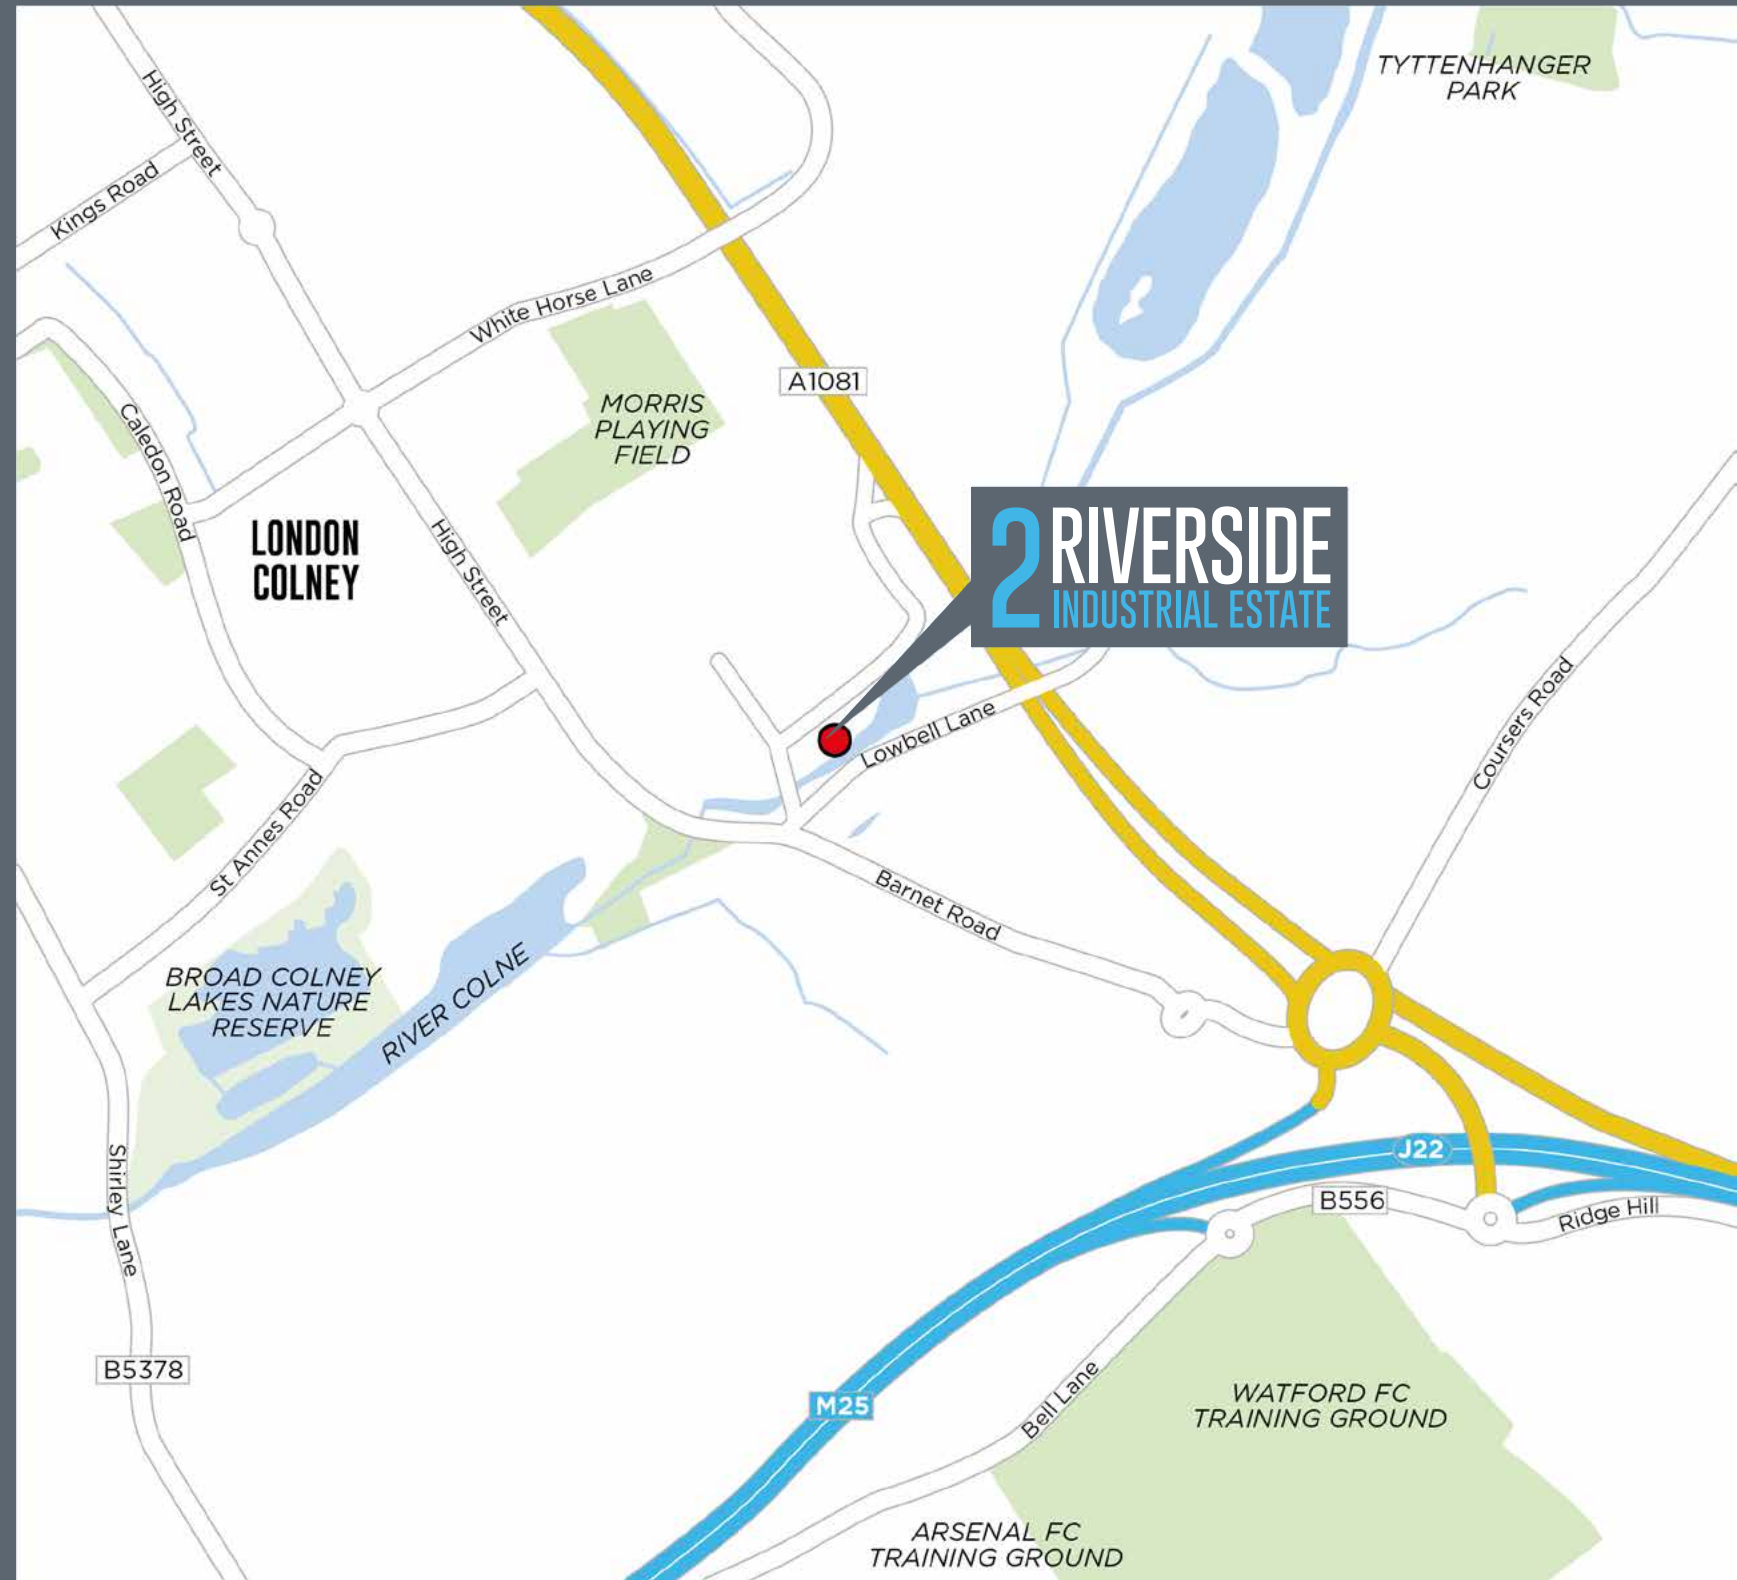 TYTTENHANGER
PARK
High Street
Kings Road
White Horse Lane
A1081
MORRIS
PLAYING
FIELD
Caledon Road
LONDON
COLNEY
High Street
2 RIVERSIDE
INDUSTRIAL ESTATE
Coursers Road
Lowbell Lane
St Annes Road
Barnet Road
BROAD COLNEY
LAKES NATURE
RESERVE
RIVER COLNE
Shirley Lane
J22
B556
Ridge Hill
B5378
M25
Bell Lane
WATFORD FC
TRAINING GROUND
ARSENAL FC
TRAINING GROUND